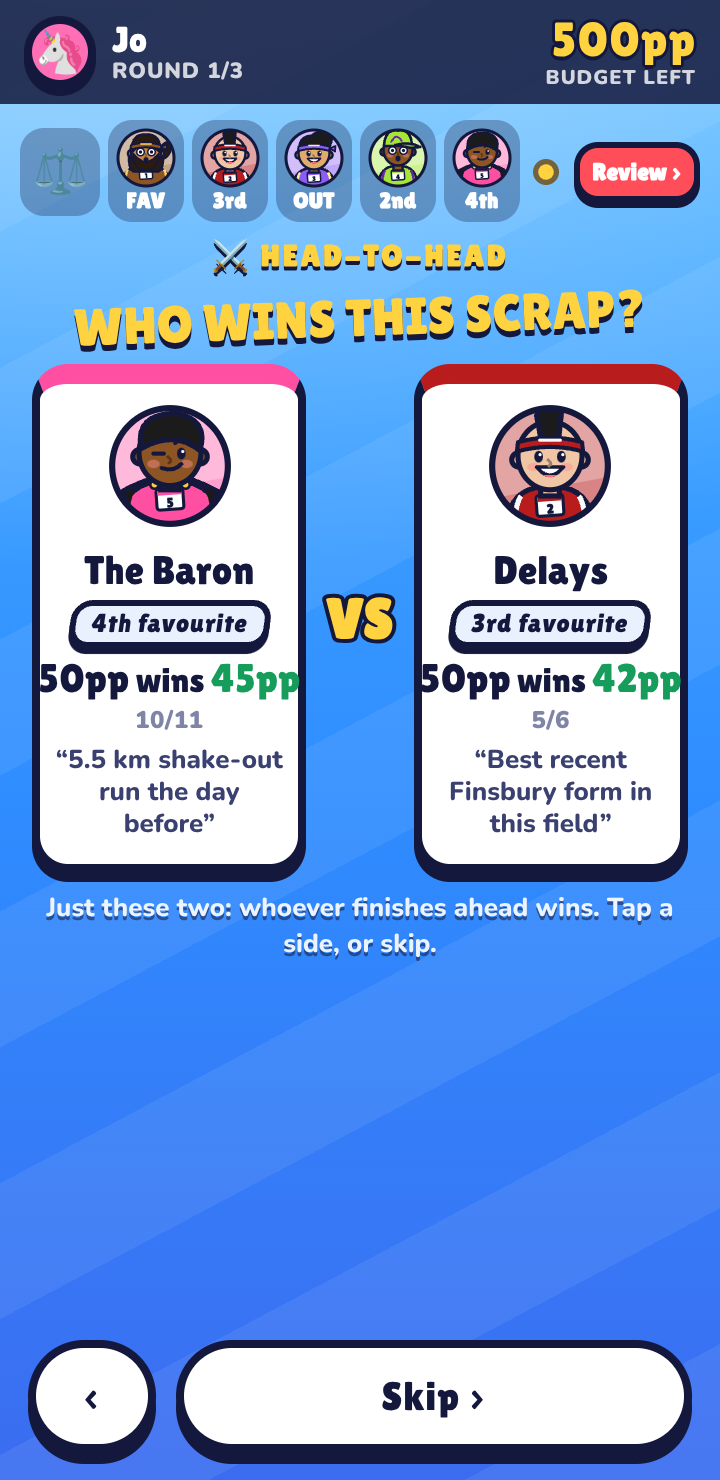 Jo
ROUND 1/3
500pp
BUDGET LEFT
FAV
3rd
OUT
2nd
4th
Review ›
HEAD-TO-HEAD
WHO WINS THIS SCRAP?
5
The Baron
4th favourite
50pp wins 45pp
10/11
“5.5 km shake-out
run the day
before”
VS
2
Delays
3rd favourite
50pp wins 42pp
5/6
“Best recent
Finsbury form in
this field”
Just these two: whoever finishes ahead wins. Tap a
side, or skip.
‹
Skip ›